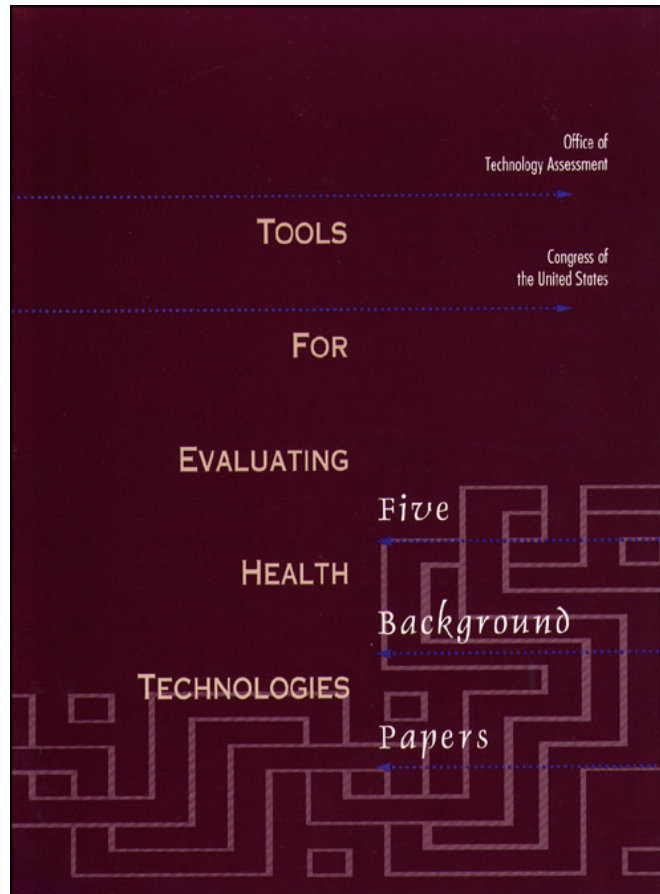 Office of
Technology Assessment
TOOLS
Congress of
the United States
FOR
EVALUATING
Five
HEALTH
Background
TECHNOLOGIES
Papers